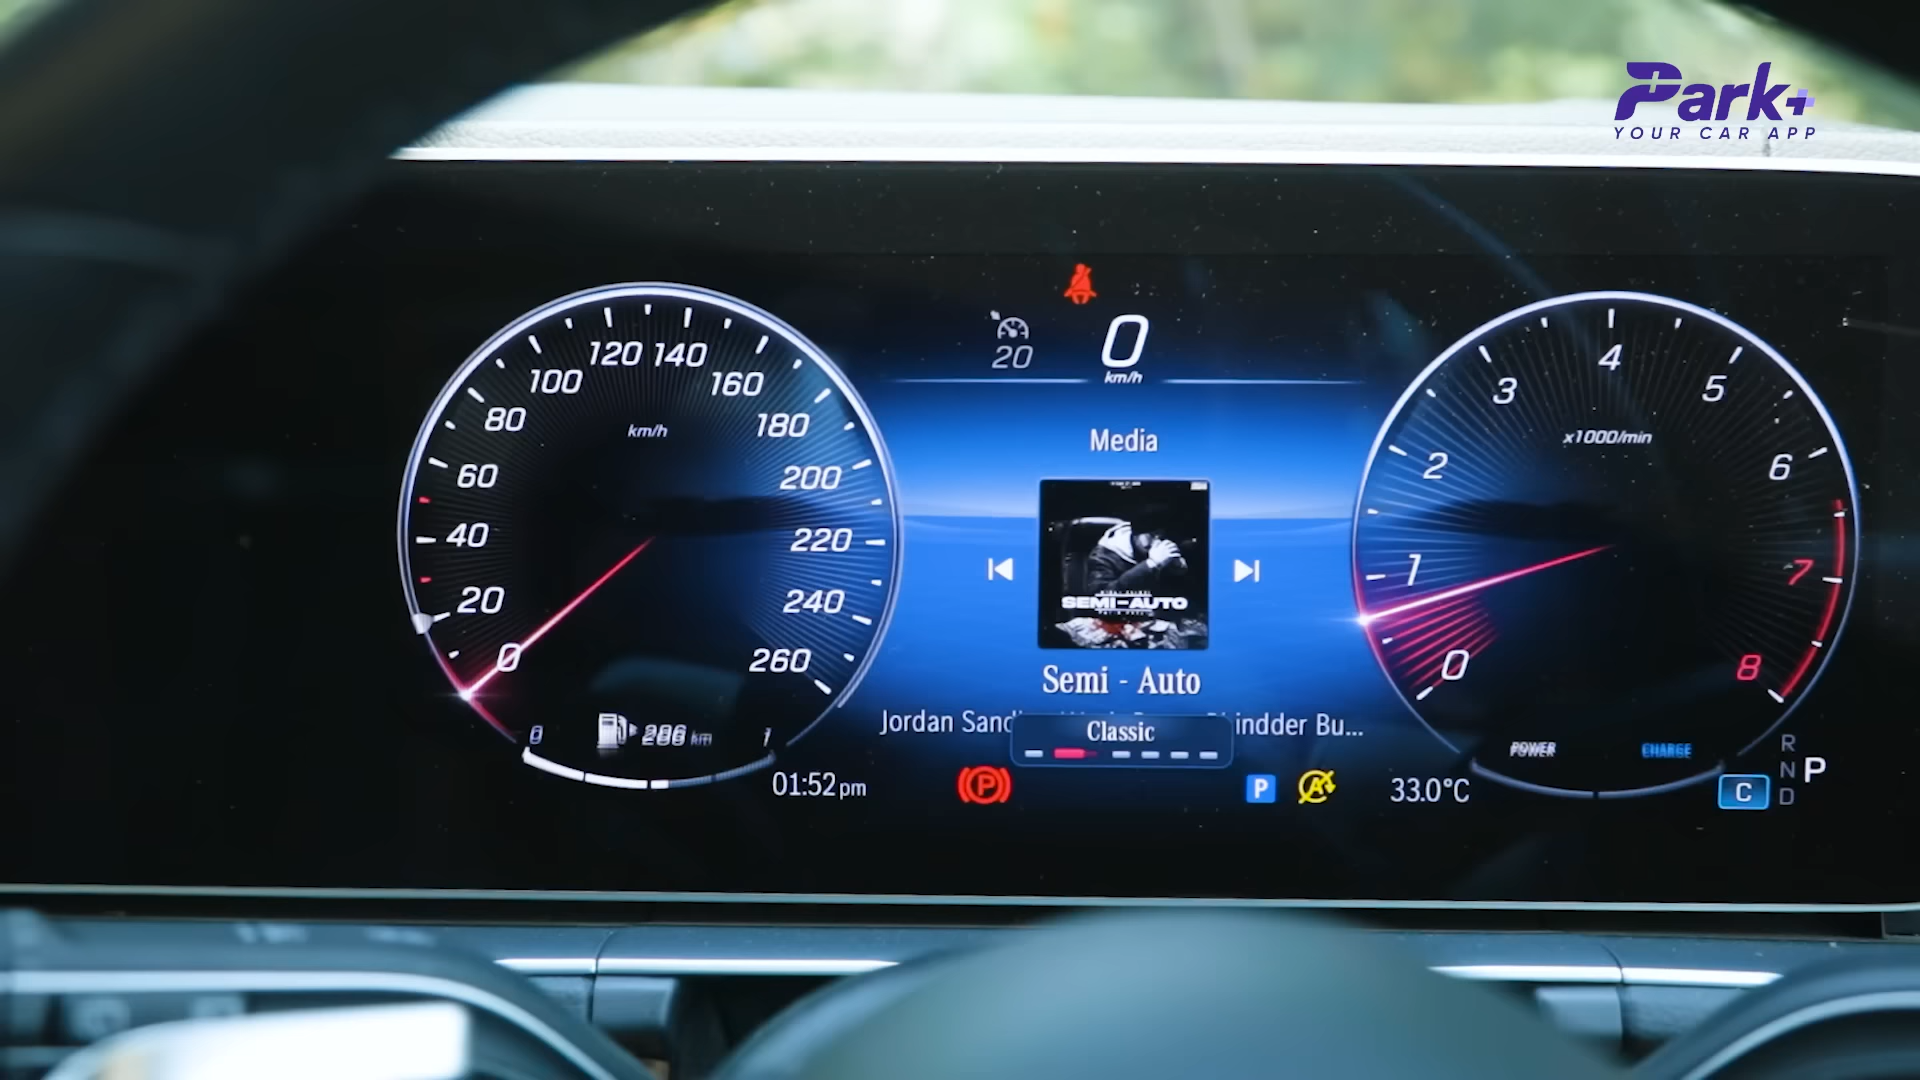 Park+
YOUR CAR APP
20
0
km/h
0
20
40
60
80
100
120
140
160
180
200
220
240
260
km/h
0
1
01:52 pm
Media
SEMI-AUTO
Semi - Auto
Jordan
indder Bu...
Classic
P
P
A
33.0°C
0
1
2
3
4
5
6
7
8
x1000/min
POWER
CHARGE
C
R
N
D
P